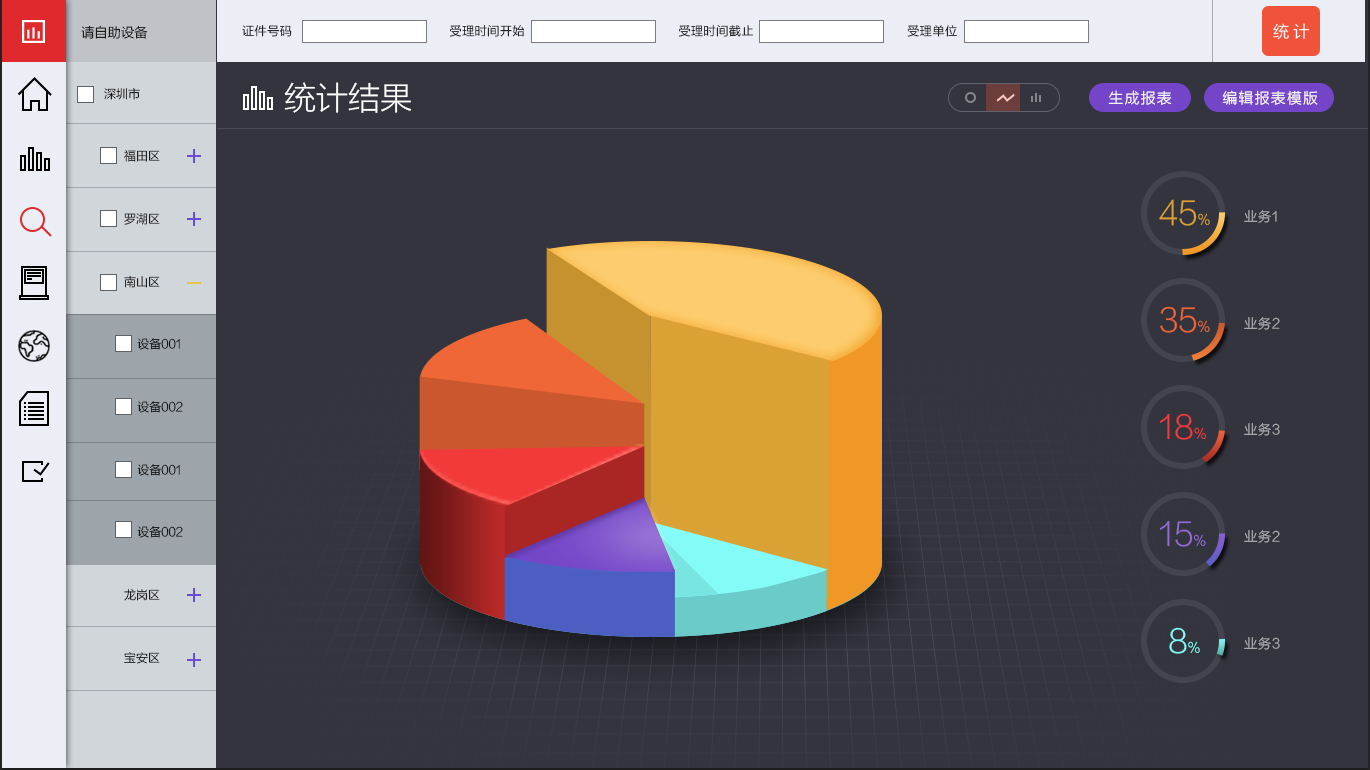 请自助设备
证件号码
受理时间开始
受理时间截止
受理单位
统计
深圳市
福田区
罗湖区
南山区
设备001
设备002
设备001
设备002
龙岗区
宝安区
统计结果
生成报表
编辑报表模版
45%
业务1
35%
业务2
18%
业务3
15%
业务2
8%
业务3